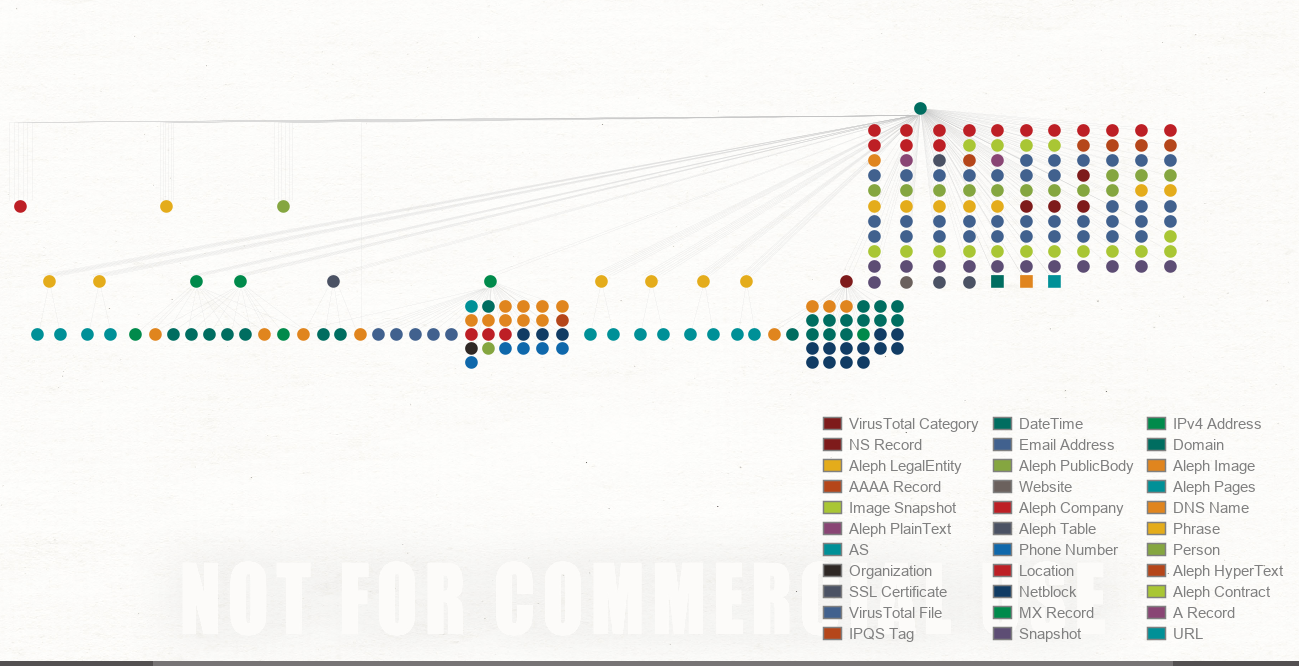 VirusTotal Category
NS Record
Aleph LegalEntity
AAAA Record
Image Snapshot
Aleph PlainText
AS
Organization
SSL Certificate
VirusTotal File
IPQS Tag
DateTime
Email Address
Aleph PublicBody
Website
Aleph Company
Aleph Table
Phone Number
Location
Netblock
MX Record
Snapshot
IPv4 Address
Domain
Aleph Image
Aleph Pages
DNS Name
Phrase
Person
Aleph HyperText
Aleph Contract
A Record
URL
NOT FOR COMMERCIAL USE